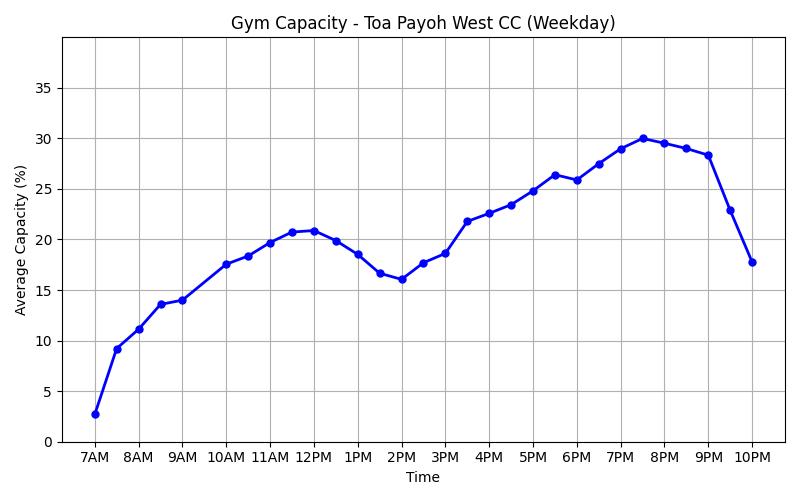 Gym Capacity - Toa Payoh West CC (Weekday)
Average Capacity (%)
35
30
25
20
15
10
5
0
7AM 8AM 9AM 10AM 11AM 12PM 1PM 2PM 3PM 4PM 5PM 6PM 7PM 8PM 9PM 10PM
Time